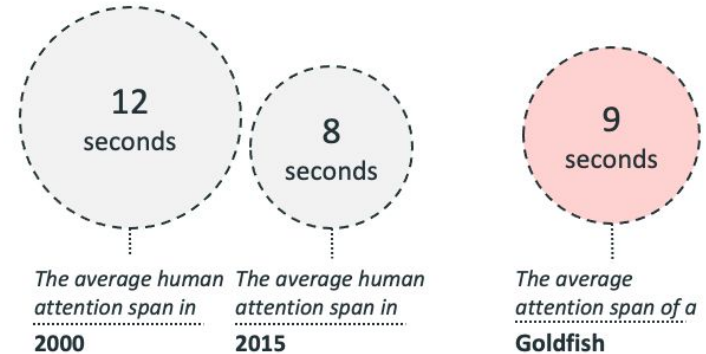 12
seconds
8
seconds
9
seconds
The average human
attention span in
2000
The average human
attention span in
2015
The average
attention span of a
Goldfish